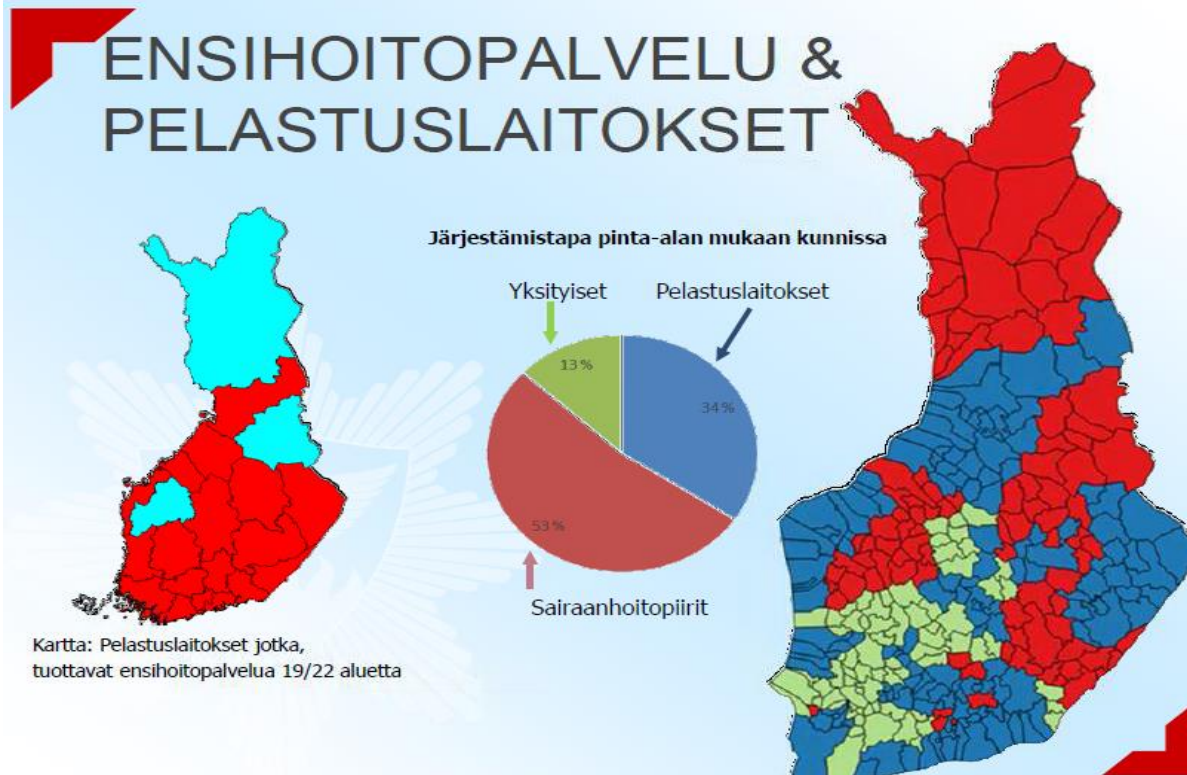 ENSIHOITOPALVELU &
PELASTUSLAITOKSET
Järjestämistapa pinta-alan mukaan kunnissa
Yksityiset
Pelastuslaitokset
13%
34%
53%
Sairaanhoitopiirit
Kartta: Pelastuslaitokset jotka,
tuottavat ensihoitopalvelua 19/22 aluetta